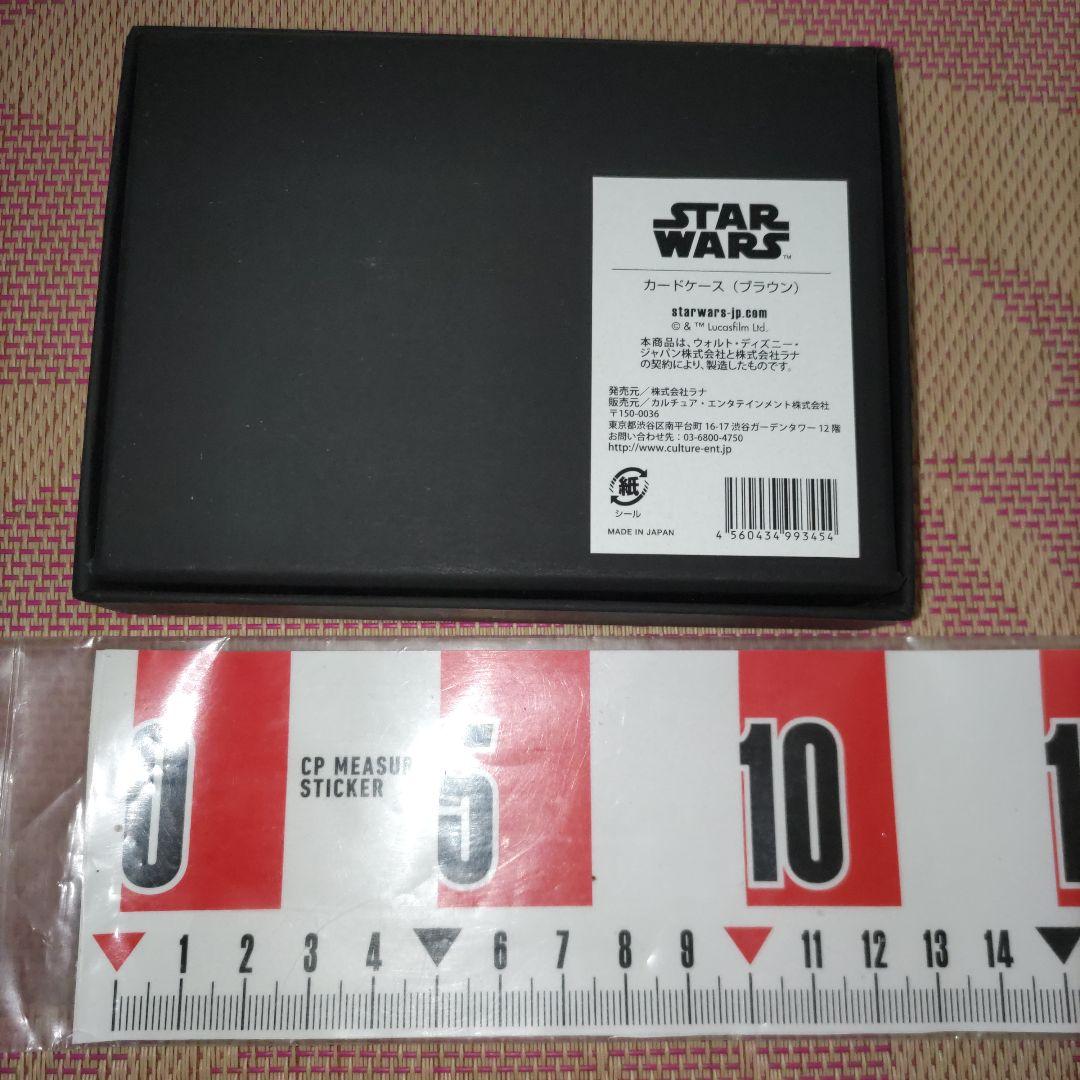 STAR
WARS™
カードケース（ブラウン）
starwars-jp.com
© & ™ Lucasfilm Ltd.
本商品は、ウォルト・ディズニー・
ジャパン株式会社と株式会社ラナ
の契約により、製造したものです。
発売元／株式会社ラナ
販売元／カルチュア・エンタテインメント株式会社
〒150-0036
東京都渋谷区南平台町 16-17 渋谷ガーデンタワー 12 階
お問い合わせ先：03-6800-4750
http://www.culture-ent.jp
紙
シール
MADE IN JAPAN
4 560434 993454
0 5 10
CP MEASUR
STICKER
1 2 3 4 6 7 8 9 11 12 13 14